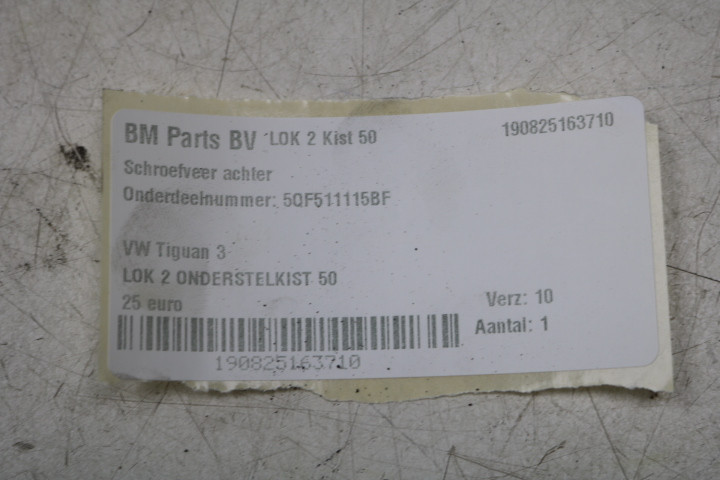 BM Parts BV LOK 2 Kist 50 190825163710
Schroefveer achter
Onderdeelnummer: 5QF511115BF
VW Tiguan 3
LOK 2 ONDERSTELKIST 50
25 euro Verz: 10
Aantal: 1
190825163710